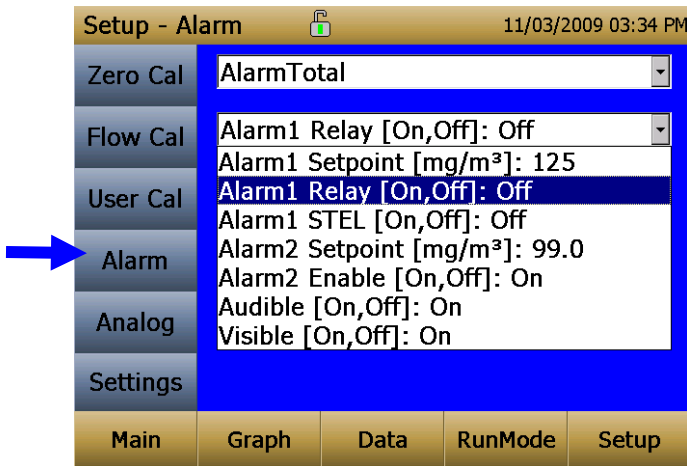 Setup - Alarm 11/03/2009 03:34 PM
Zero Cal
AlarmTotal
Flow Cal
Alarm1 Relay [On,Off]: Off
Alarm1 Setpoint [mg/m³]: 125
User Cal
Alarm1 Relay [On,Off]: Off
Alarm1 STEL [On,Off]: Off
Alarm
Alarm2 Setpoint [mg/m³]: 99.0
Alarm2 Enable [On,Off]: On
Analog
Audible [On,Off]: On
Visible [On,Off]: On
Settings
Main Graph Data RunMode Setup